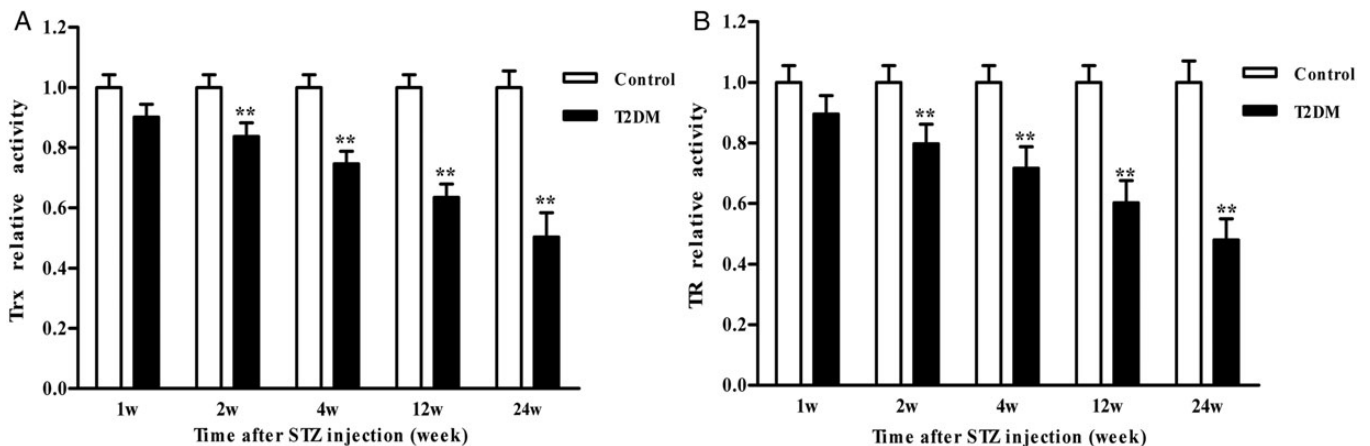 A
1.2
1.0
0.8
0.6
0.4
0.2
0.0
Trx relative activity
Control
T2DM
**
**
**
**
1w 2w 4w 12w 24w
Time after STZ injection (week)
B
1.2
1.0
0.8
0.6
0.4
0.2
0.0
TR relative activity
Control
T2DM
**
**
**
**
1w 2w 4w 12w 24w
Time after STZ injection (week)